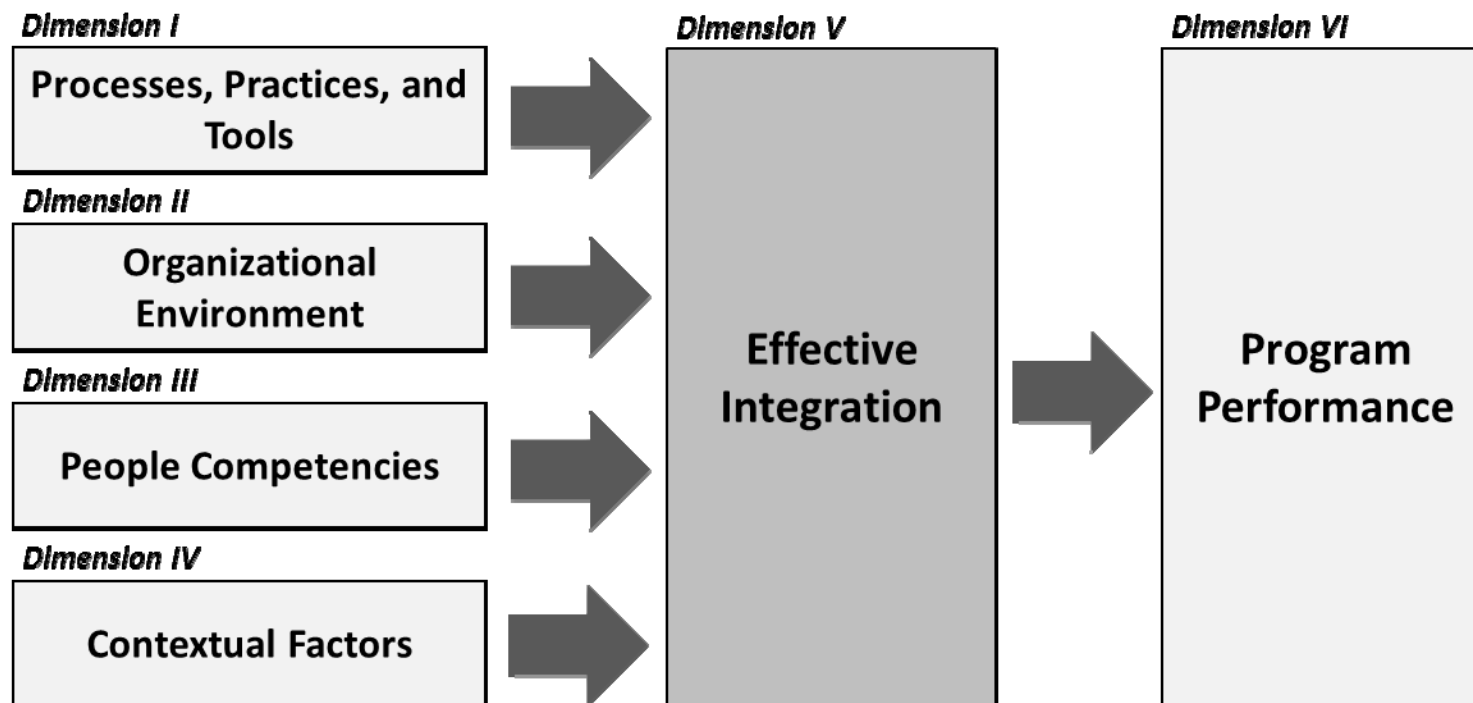 Dimension I
Processes, Practices, and
Tools
Dimension II
Organizational
Environment
Dimension III
People Competencies
Dimension IV
Contextual Factors
Dimension V
Effective
Integration
Dimension VI
Program
Performance